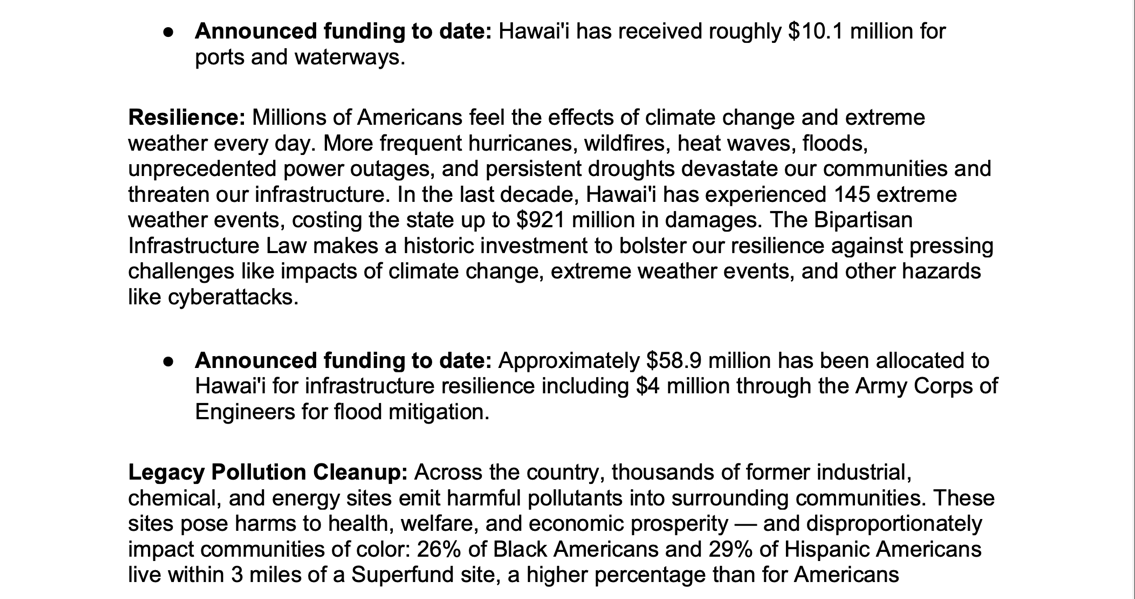 ● Announced funding to date: Hawai'i has received roughly $10.1 million for
ports and waterways.
Resilience: Millions of Americans feel the effects of climate change and extreme
weather every day. More frequent hurricanes, wildfires, heat waves, floods,
unprecedented power outages, and persistent droughts devastate our communities and
threaten our infrastructure. In the last decade, Hawai'i has experienced 145 extreme
weather events, costing the state up to $921 million in damages. The Bipartisan
Infrastructure Law makes a historic investment to bolster our resilience against pressing
challenges like impacts of climate change, extreme weather events, and other hazards
like cyberattacks.
● Announced funding to date: Approximately $58.9 million has been allocated to
Hawai'i for infrastructure resilience including $4 million through the Army Corps of
Engineers for flood mitigation.
Legacy Pollution Cleanup: Across the country, thousands of former industrial,
chemical, and energy sites emit harmful pollutants into surrounding communities. These
sites pose harms to health, welfare, and economic prosperity — and disproportionately
impact communities of color: 26% of Black Americans and 29% of Hispanic Americans
live within 3 miles of a Superfund site, a higher percentage than for Americans